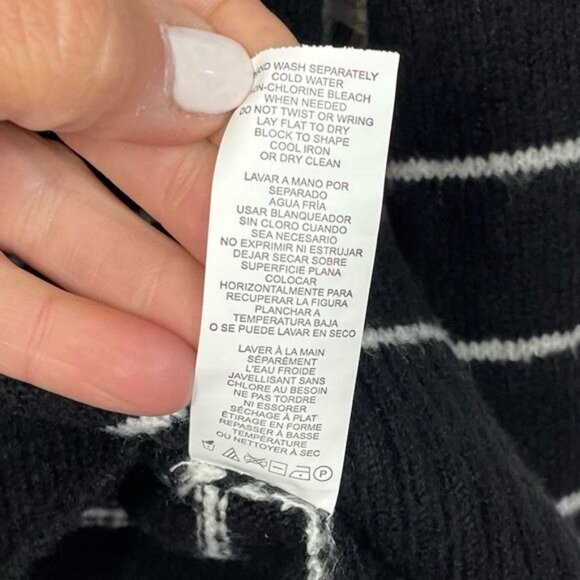 HAND WASH SEPARATELY
COLD WATER
NON-CHLORINE BLEACH
WHEN NEEDED
DO NOT TWIST OR WRING
LAY FLAT TO DRY
BLOCK TO SHAPE
COOL IRON
OR DRY CLEAN
LAVAR A MANO POR
SEPARADO
AGUA FRÌA
USAR BLANQUEADOR
SIN CLORO CUANDO
SEA NECESARIO
NO EXPRIMIR NI ESTRUJAR
DEJAR SECAR SOBRE
SUPERFICIE PLANA
COLOCAR
HORIZONTALMENTE PARA
RECUPERAR LA FIGURA
PLANCHAR A
TEMPERATURA BAJA
O SE PUEDE LAVAR EN SECO
LAVER À LA MAIN
SÉPARÉMENT
L'EAU FROIDE
JAVELLISANT SANS
CHLORE AU BESOIN
NE PAS TORDRE
NI ESSORER
SÉCHAGE À PLAT
ÉTIRAGE EN FORME
REPASSER À BASSE
TEMPÉRATURE
OU NETTOYER À SEC
P